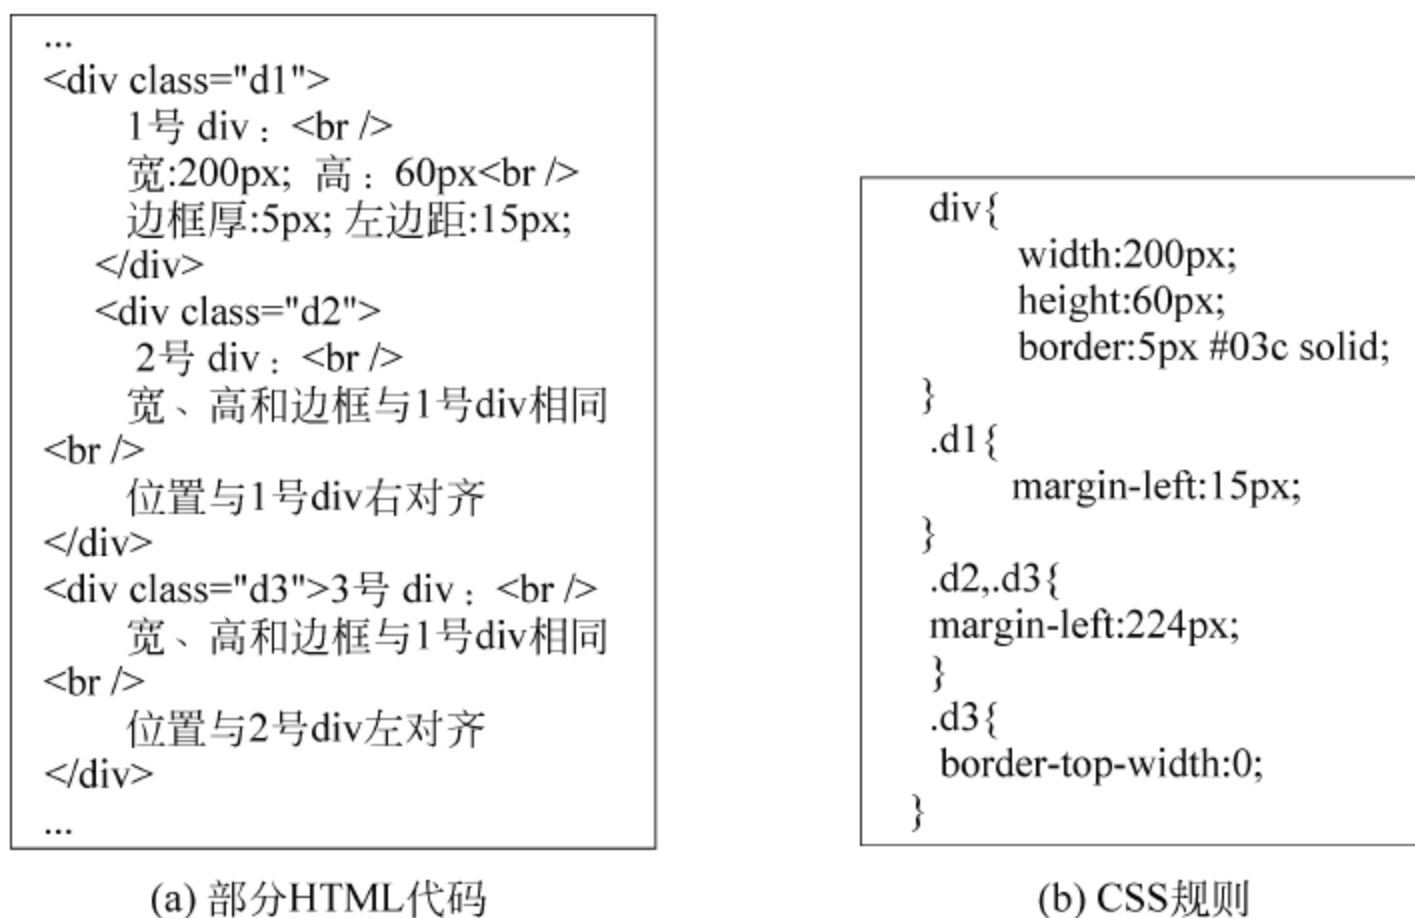 ...
<div class="d1">
1号 div：<br />
宽:200px; 高：60px<br />
边框厚:5px; 左边距:15px;
</div>
<div class="d2">
2号 div：<br />
宽、高和边框与1号div相同
<br />
位置与1号div右对齐
</div>
<div class="d3">3号 div：<br />
宽、高和边框与1号div相同
<br />
位置与2号div左对齐
</div>
...
(a) 部分HTML代码
div{
width:200px;
height:60px;
border:5px #03c solid;
}
.d1{
margin-left:15px;
}
.d2,.d3{
margin-left:224px;
}
.d3{
border-top-width:0;
}
(b) CSS规则